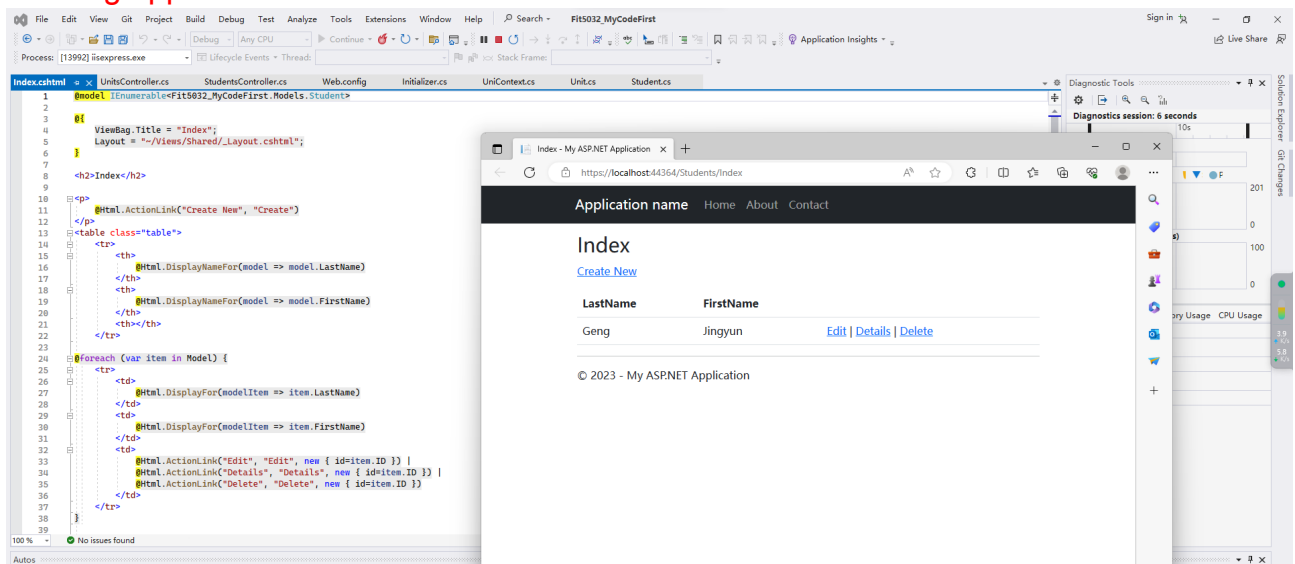 File Edit View Git Project Build Debug Test Analyze Tools Extensions Window Help Search Fit5032_MyCodeFirst Sign in
Debug Any CPU Continue Application Insights Live Share
Process: [13992] iisexpress.exe Lifecycle Events Thread: Stack Frame:
Index.cshtml UnitsController.cs StudentsController.cs Web.config Initializer.cs UniContext.cs Unit.cs Student.cs
1 @model IEnumerable<Fit5032_MyCodeFirst.Models.Student>
2
3 @{
4 ViewBag.Title = "Index";
5 Layout = "~/Views/Shared/_Layout.cshtml";
6 }
7
8 <h2>Index</h2>
9
10 <p>
11 @Html.ActionLink("Create New", "Create")
12 </p>
13 <table class="table">
14 <tr>
15 <th>
16 @Html.DisplayNameFor(model => model.LastName)
17 </th>
18 <th>
19 @Html.DisplayNameFor(model => model.FirstName)
20 </th>
21 <th></th>
22 </tr>
23
24 @foreach (var item in Model) {
25 <tr>
26 <td>
27 @Html.DisplayFor(modelItem => item.LastName)
28 </td>
29 <td>
30 @Html.DisplayFor(modelItem => item.FirstName)
31 </td>
32 <td>
33 @Html.ActionLink("Edit", "Edit", new { id=item.ID }) |
34 @Html.ActionLink("Details", "Details", new { id=item.ID }) |
35 @Html.ActionLink("Delete", "Delete", new { id=item.ID })
36 </td>
37 </tr>
38 }
39
100 % No issues found
Autos
Index - My ASP.NET Application
https://localhost:44364/Students/Index
Application name Home About Contact
Index
Create New
LastName FirstName
Geng Jingyun Edit | Details | Delete
© 2023 - My ASP.NET Application
Diagnostic Tools
Diagnostics session: 6 seconds
10s
F
201
0
s)
100
0
ory Usage CPU Usage
3.9
5.8
Solution Explorer
Git Changes